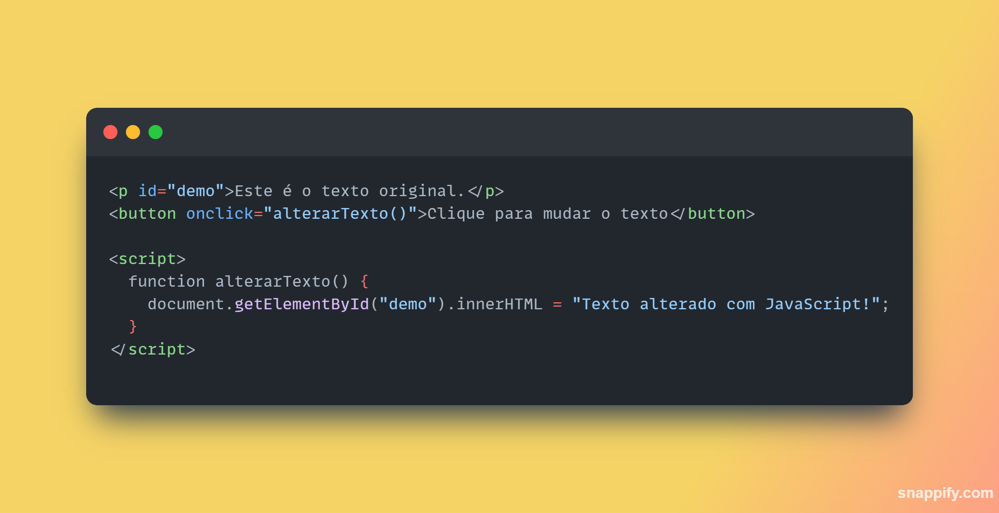 <p id="demo">Este é o texto original.</p>
<button onclick="alterarTexto()">Clique para mudar o texto</button>
<script>
function alterarTexto() {
document.getElementById("demo").innerHTML = "Texto alterado com JavaScript!";
}
</script>
snappify.com